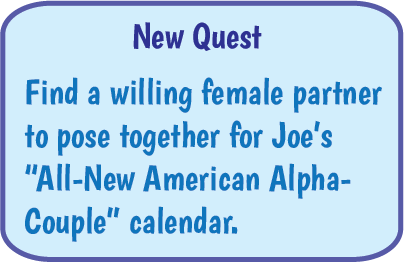 New Quest
Find a willing female partner
to pose together for Joe's
"All-New American Alpha-
Couple" calendar.